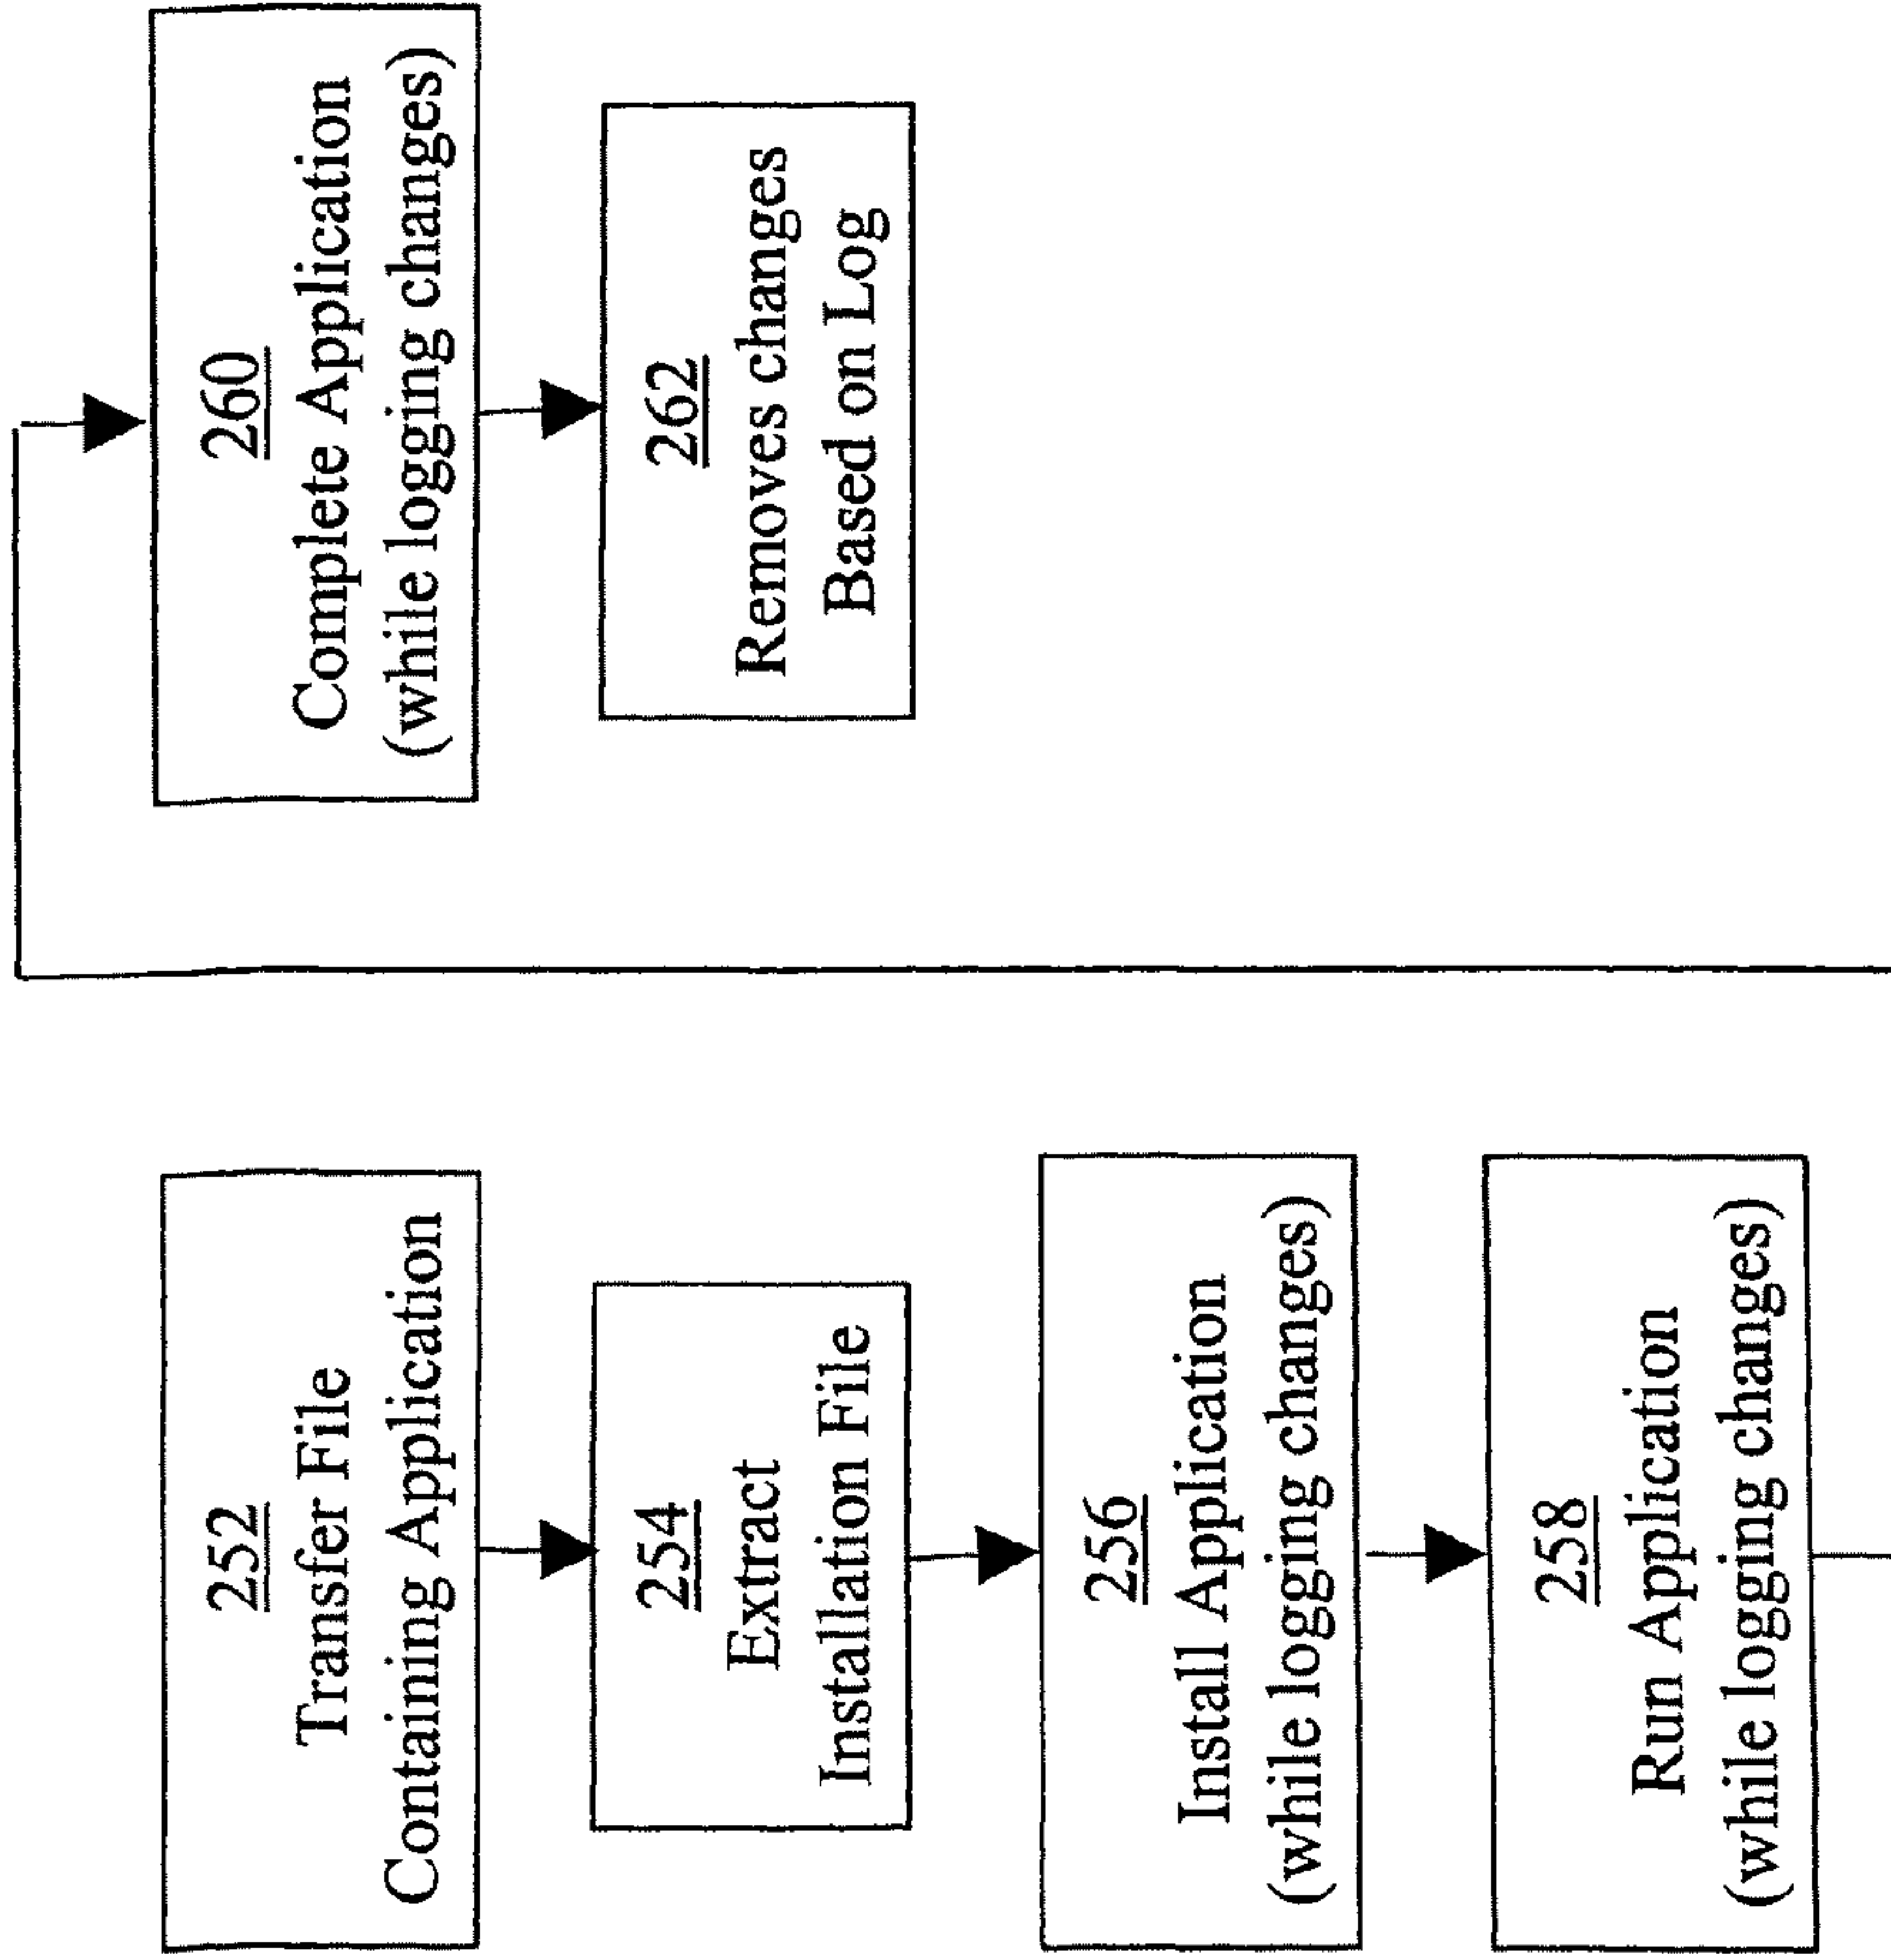 252
Transfer File
Containing Application
254
Extract
Installation File
256
Install Application
(while logging changes)
258
Run Application
(while logging changes)
260
Complete Application
(while logging changes)
262
Removes changes
Based on Log